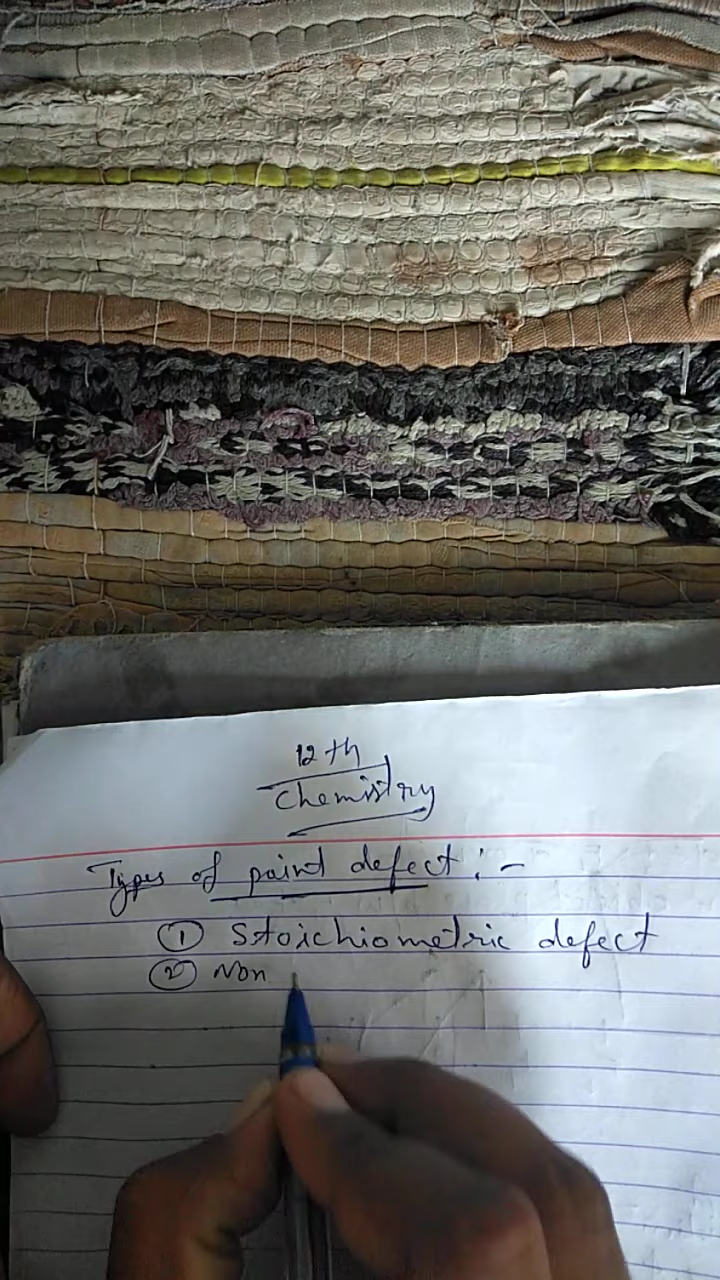 12th
Chemistry
Types of point defect :-
① Stoichiometric defect
② Non